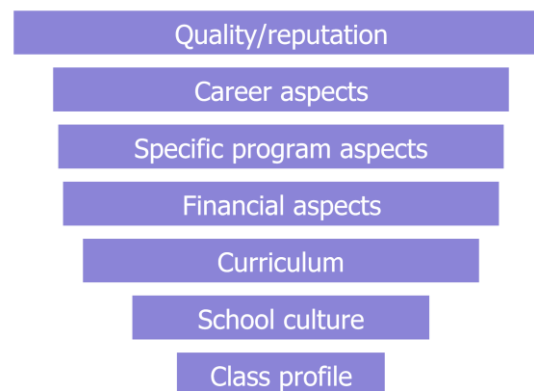 Quality/reputation
Career aspects
Specific program aspects
Financial aspects
Curriculum
School culture
Class profile